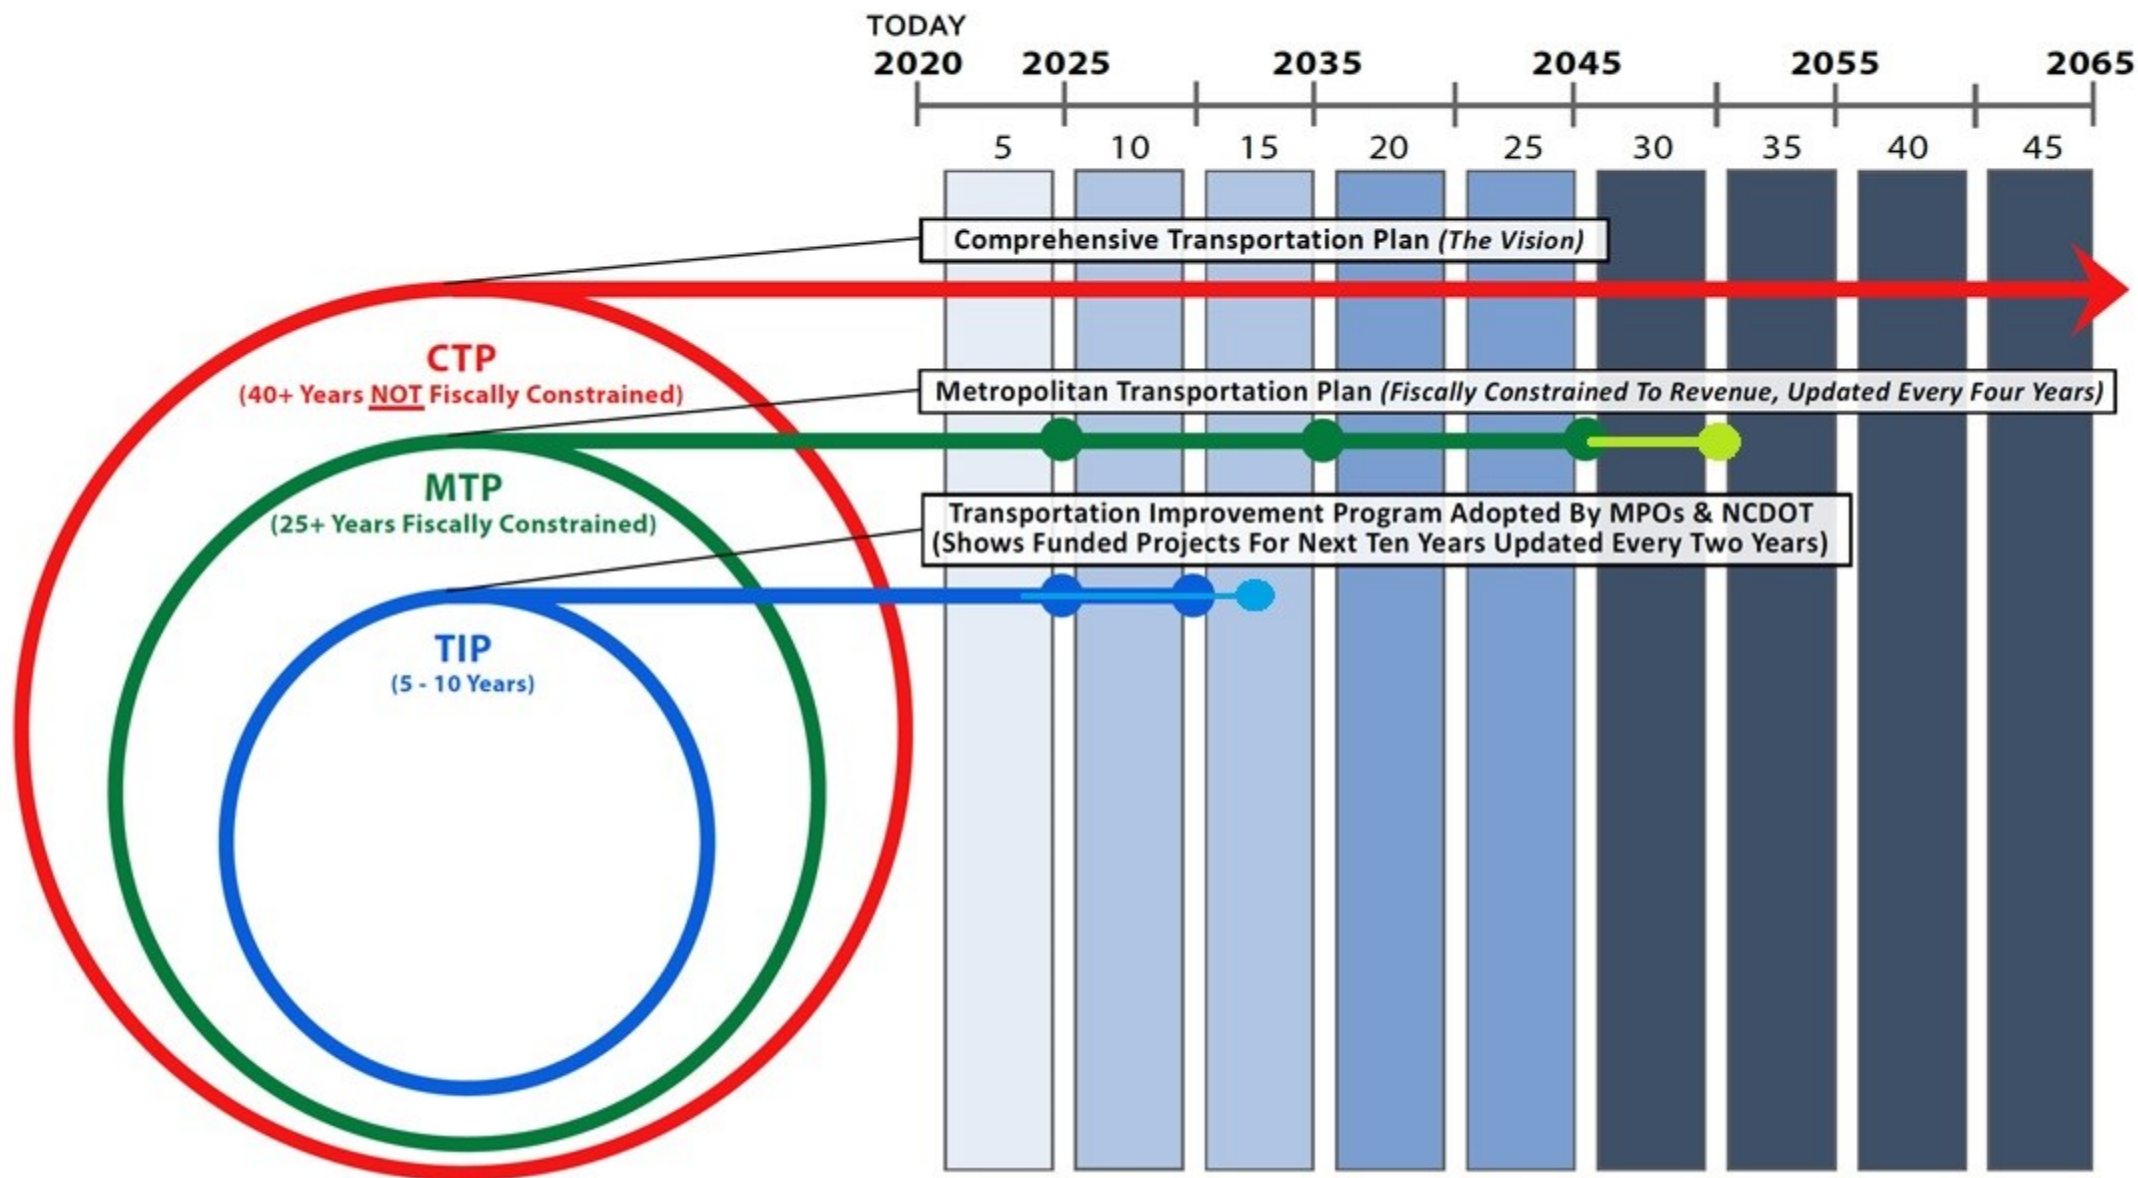 TODAY
2020 2025 2035 2045 2055 2065
5 10 15 20 25 30 35 40 45
Comprehensive Transportation Plan (The Vision)
CTP
(40+ Years NOT Fiscally Constrained)
Metropolitan Transportation Plan (Fiscally Constrained To Revenue, Updated Every Four Years)
MTP
(25+ Years Fiscally Constrained)
Transportation Improvement Program Adopted By MPOs & NCDOT
(Shows Funded Projects For Next Ten Years Updated Every Two Years)
TIP
(5 - 10 Years)